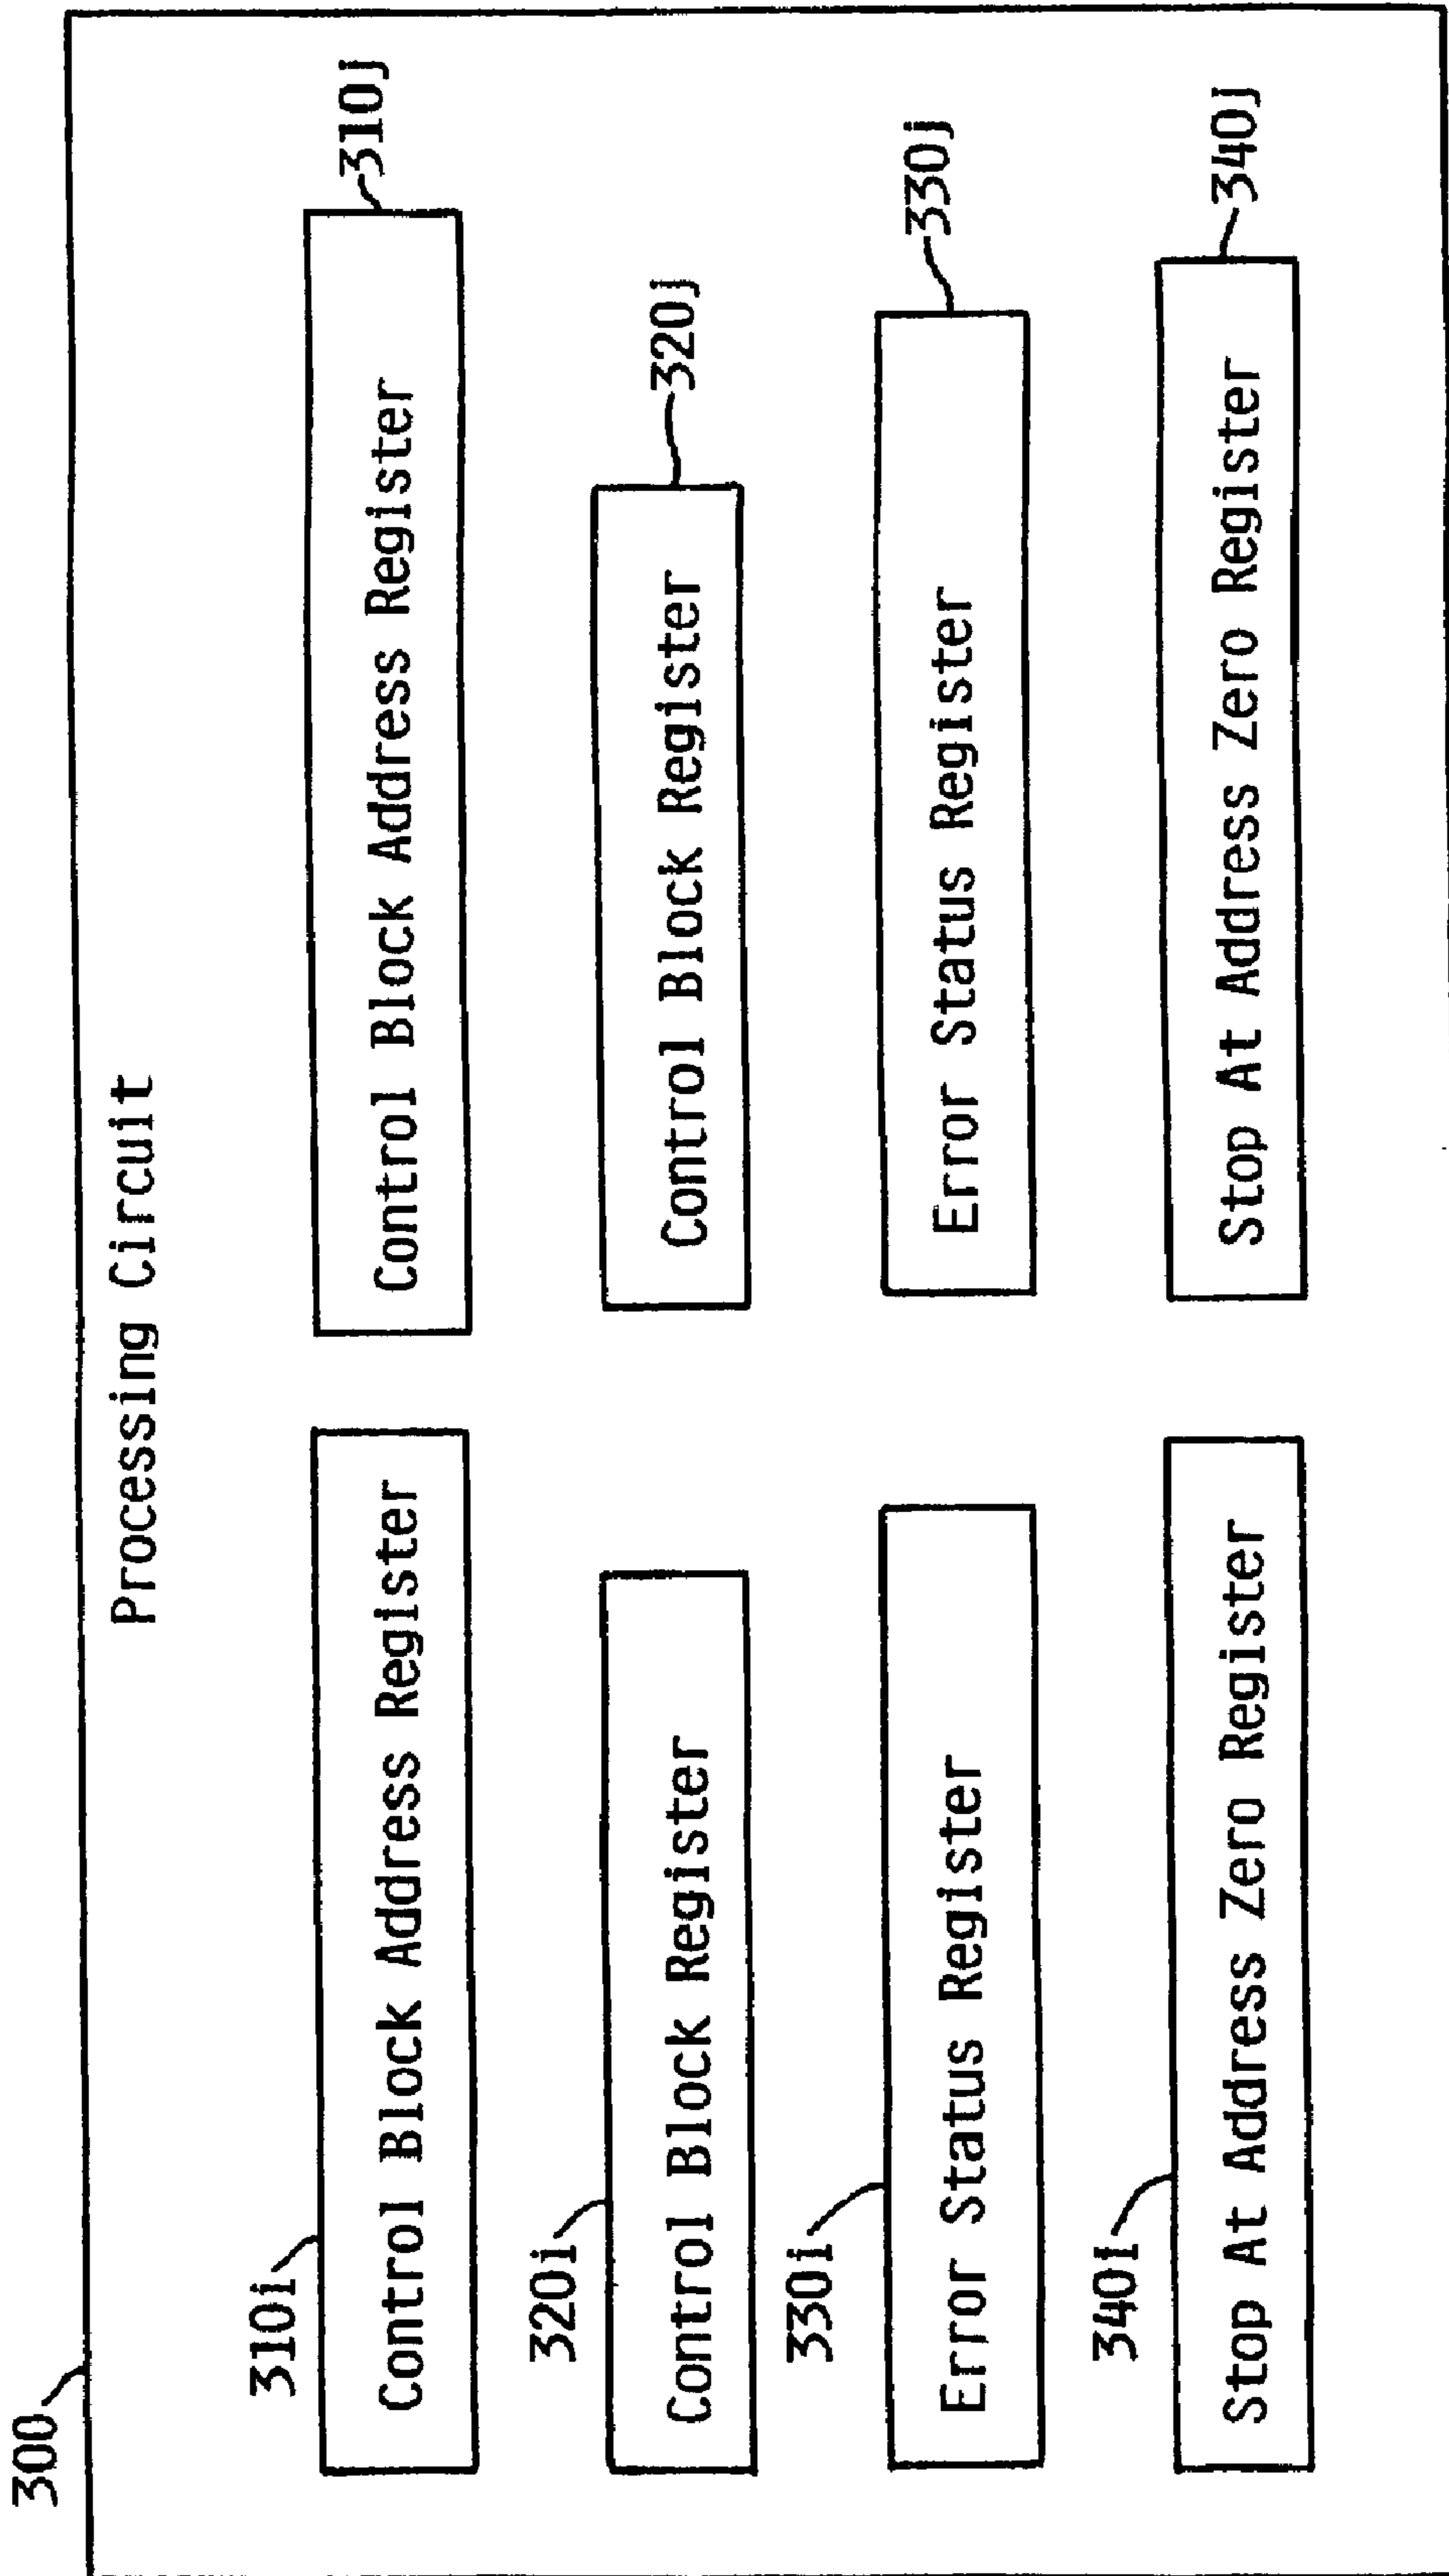 300
Processing Circuit
310i
Control Block Address Register
Control Block Address Register
310j
320i
Control Block Register
Control Block Register
320j
330i
Error Status Register
Error Status Register
330j
340i
Stop At Address Zero Register
Stop At Address Zero Register
340j